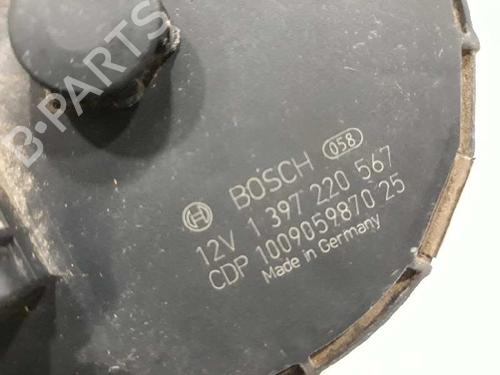 B-PARTS
BOSCH 058
12V 1 397 220 567
CDP 1009059870 25
Made in Germany